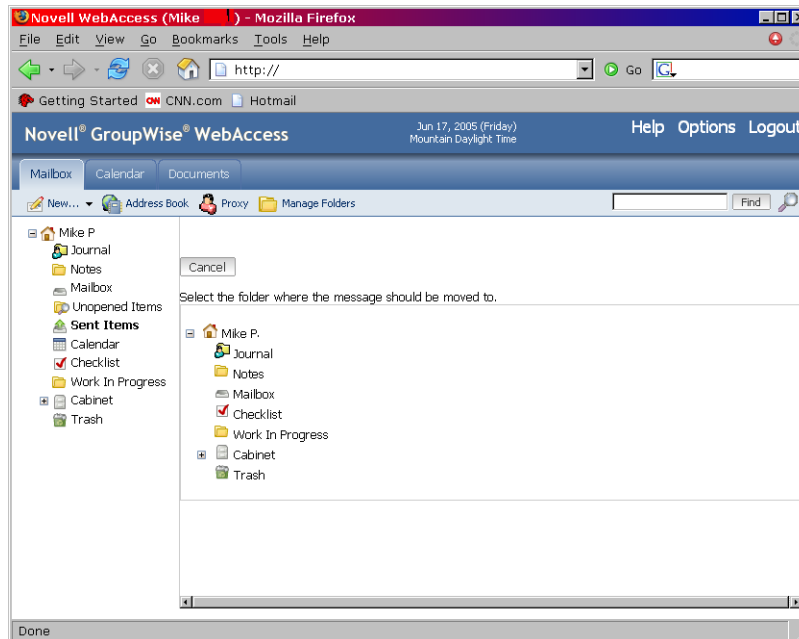 Novell WebAccess (Mike ) - Mozilla Firefox
File Edit View Go Bookmarks Tools Help
http:// Go G
Getting Started CNN.com Hotmail
Novell® GroupWise® WebAccess
Jun 17, 2005 (Friday)
Mountain Daylight Time
Help Options Logout
Mailbox Calendar Documents
New... Address Book Proxy Manage Folders Find
Mike P
Journal
Notes
Mailbox
Unopened Items
Sent Items
Calendar
Checklist
Work In Progress
Cabinet
Trash
Cancel
Select the folder where the message should be moved to.
Mike P.
Journal
Notes
Mailbox
Checklist
Work In Progress
Cabinet
Trash
Done